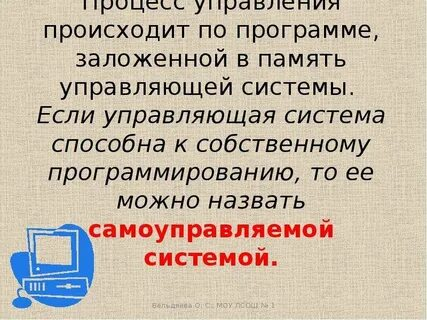 Процесс управления
происходит по программе,
заложенной в память
управляющей системы.
Если управляющая система
способна к собственному
программированию, то ее
можно назвать
самоуправляемой
системой.
Вельдяева О. С., МОУ ЛСОШ № 1